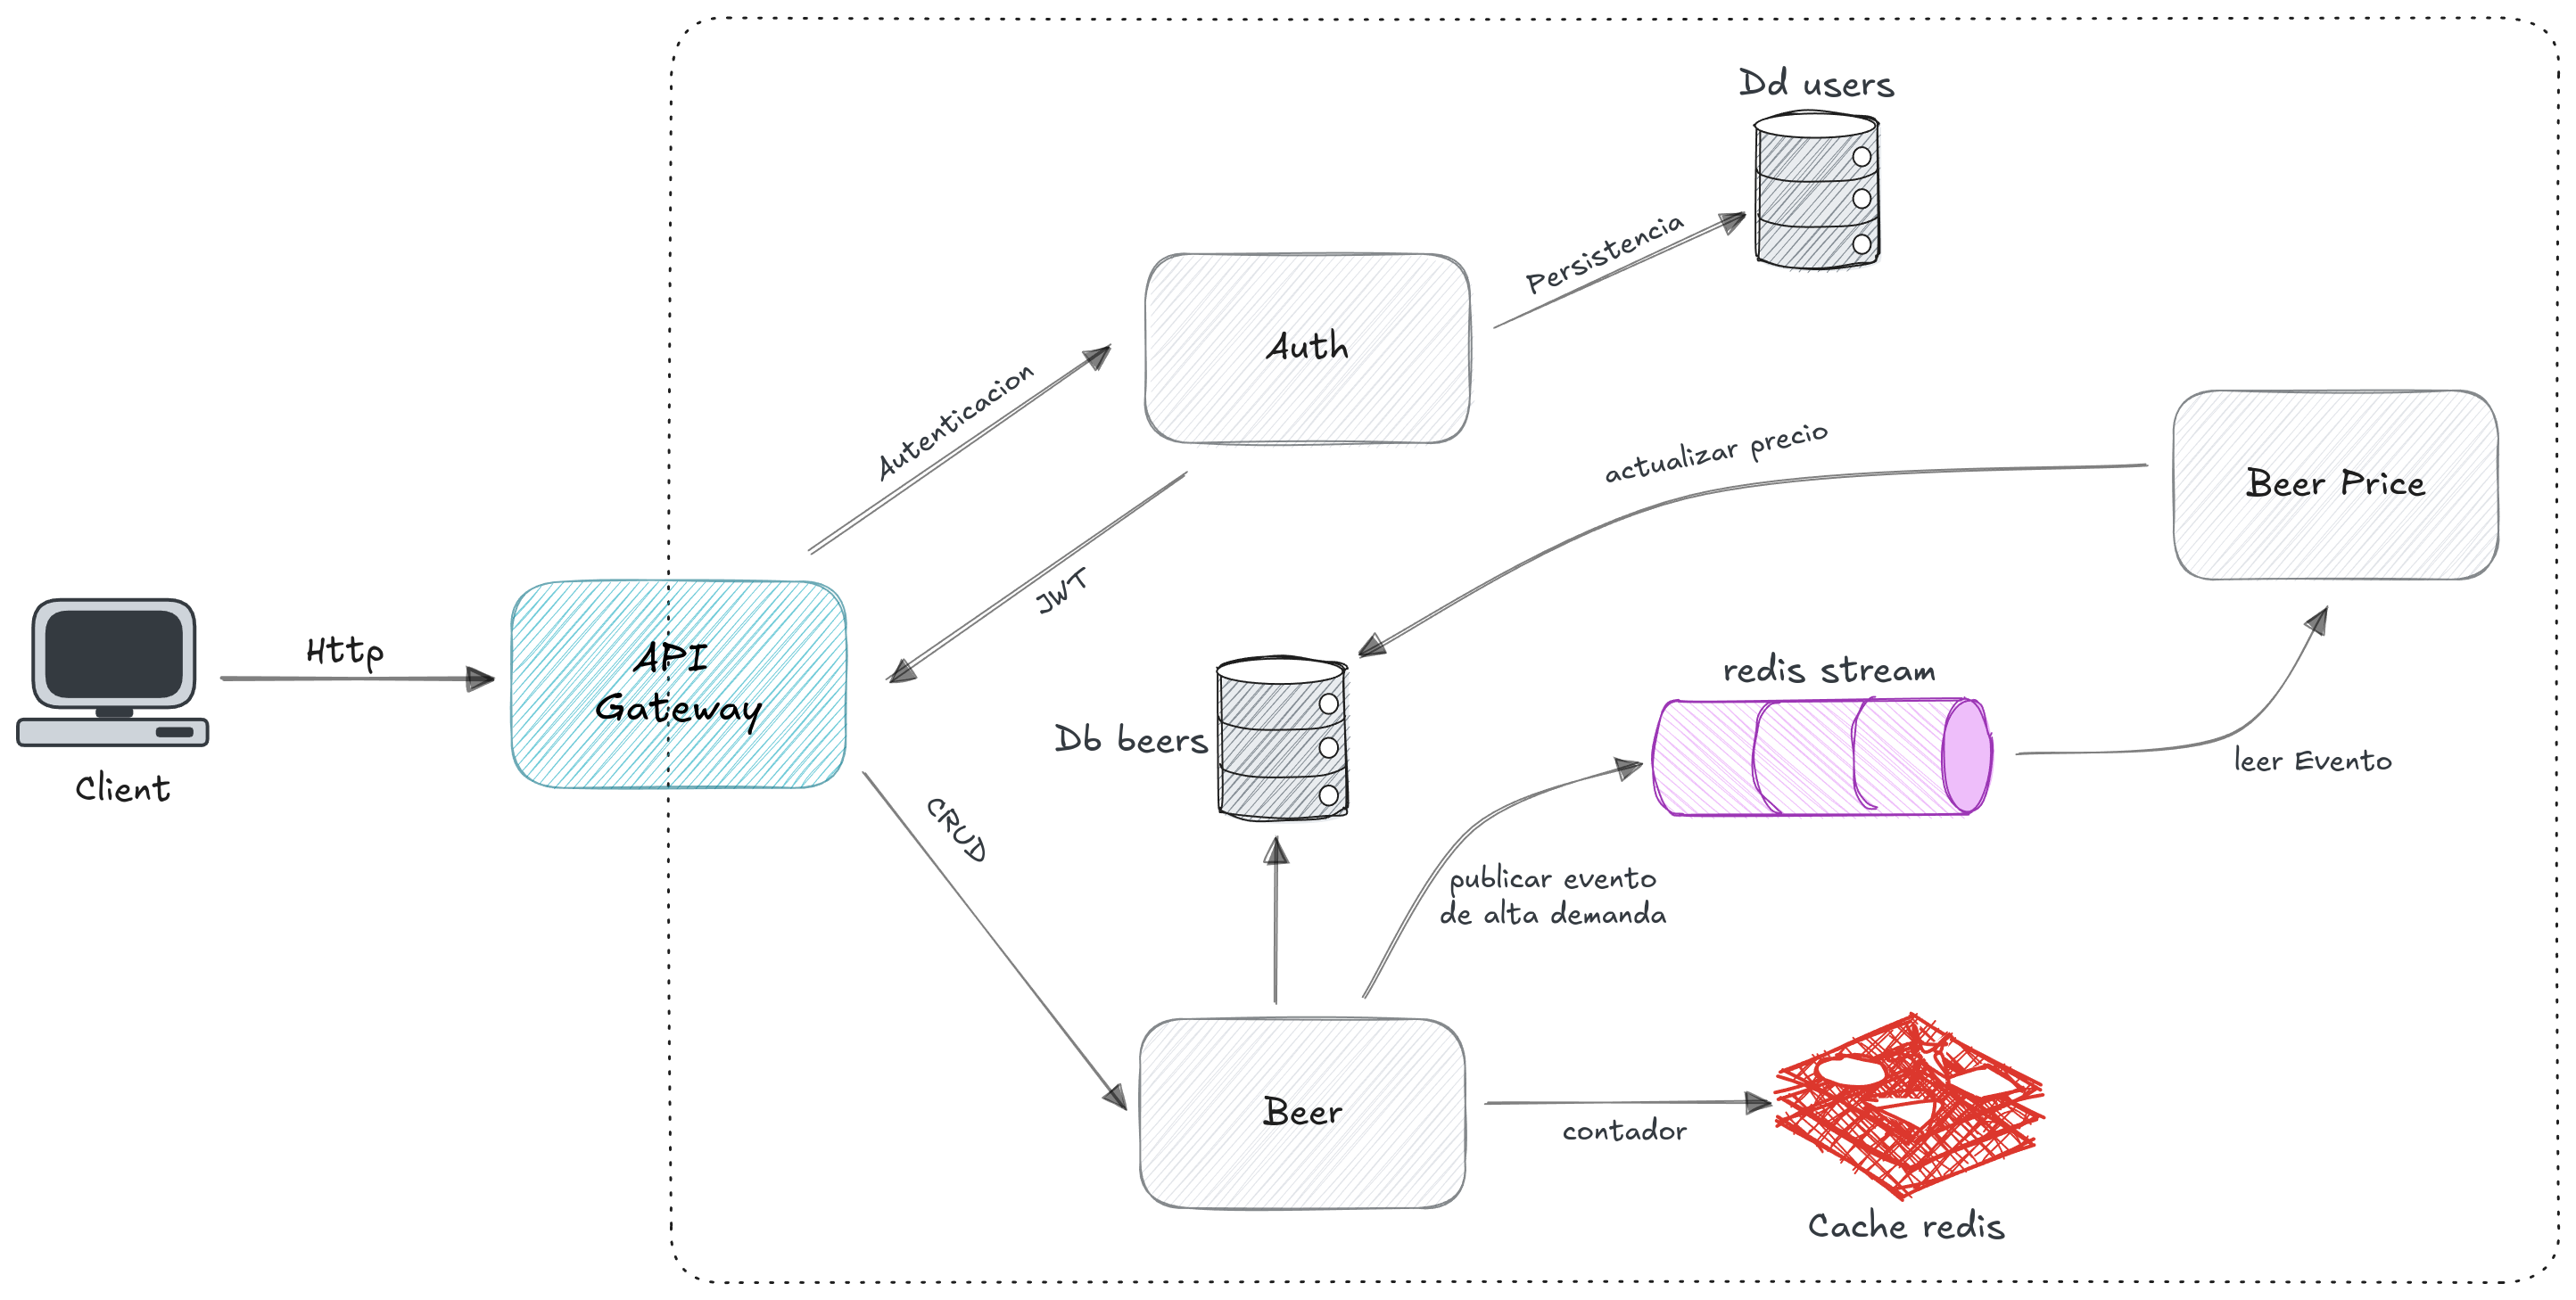 Dd users
Persistencia
Auth
Autenticacion
actualizar precio
Beer Price
JWT
Http
API
Gateway
Client
redis stream
Db beers
leer Evento
CRUD
publicar evento
de alta demanda
Beer
contador
Cache redis